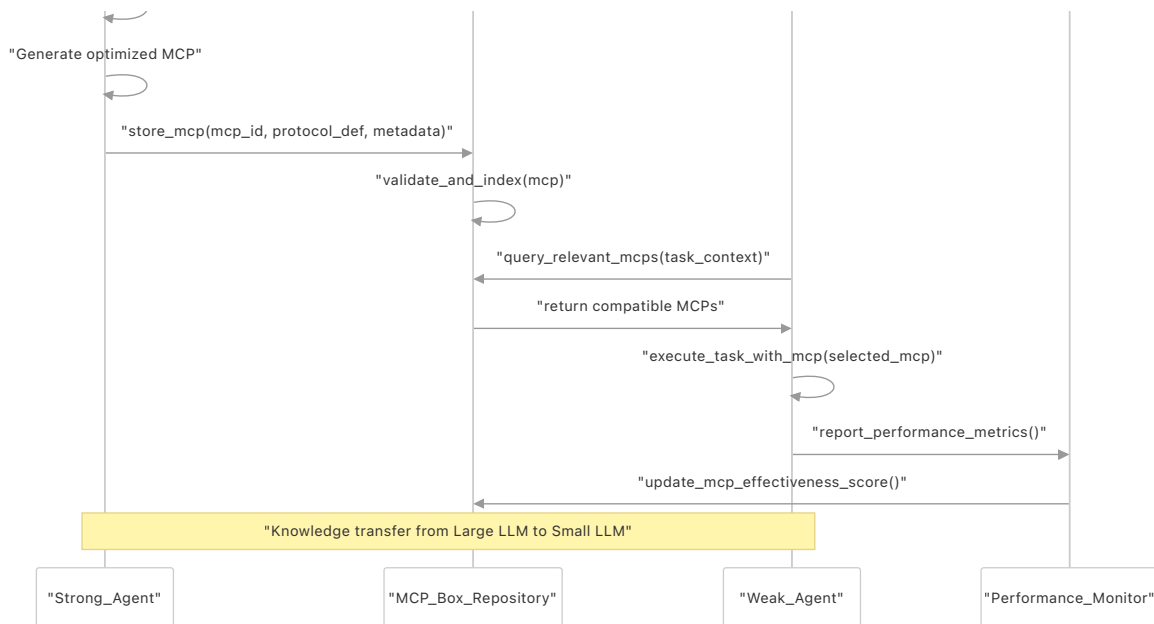 "Generate optimized MCP"
"store_mcp(mcp_id, protocol_def, metadata)"
"validate_and_index(mcp)"
"query_relevant_mcps(task_context)"
"return compatible MCPs"
"execute_task_with_mcp(selected_mcp)"
"report_performance_metrics()"
"update_mcp_effectiveness_score()"
"Knowledge transfer from Large LLM to Small LLM"
"Strong_Agent"
"MCP_Box_Repository"
"Weak_Agent"
"Performance_Monitor"